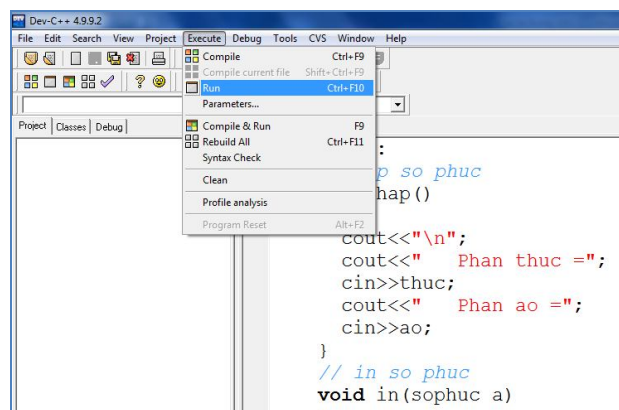 Dev-C++ 4.9.9.2
File Edit Search View Project Execute Debug Tools CVS Window Help
Compile Ctrl+F9
Compile current file Shift+Ctrl+F9
Run Ctrl+F10
Parameters...
Compile & Run F9
Rebuild All Ctrl+F11
Syntax Check
Clean
Profile analysis
Program Reset Alt+F2
Project Classes Debug
:
p so phuc
hap()
cout<<"\n";
cout<<"   Phan thuc =";
cin>>thuc;
cout<<"   Phan ao =";
cin>>ao;
}
// in so phuc
void in(sophuc a)